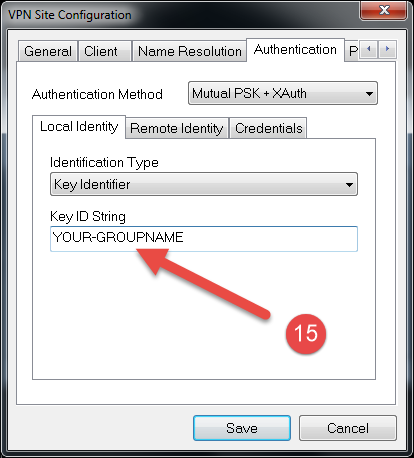 VPN Site Configuration
General Client Name Resolution Authentication P
Authentication Method Mutual PSK + XAuth
Local Identity Remote Identity Credentials
Identification Type
Key Identifier
Key ID String
YOUR-GROUPNAME
15
Save Cancel